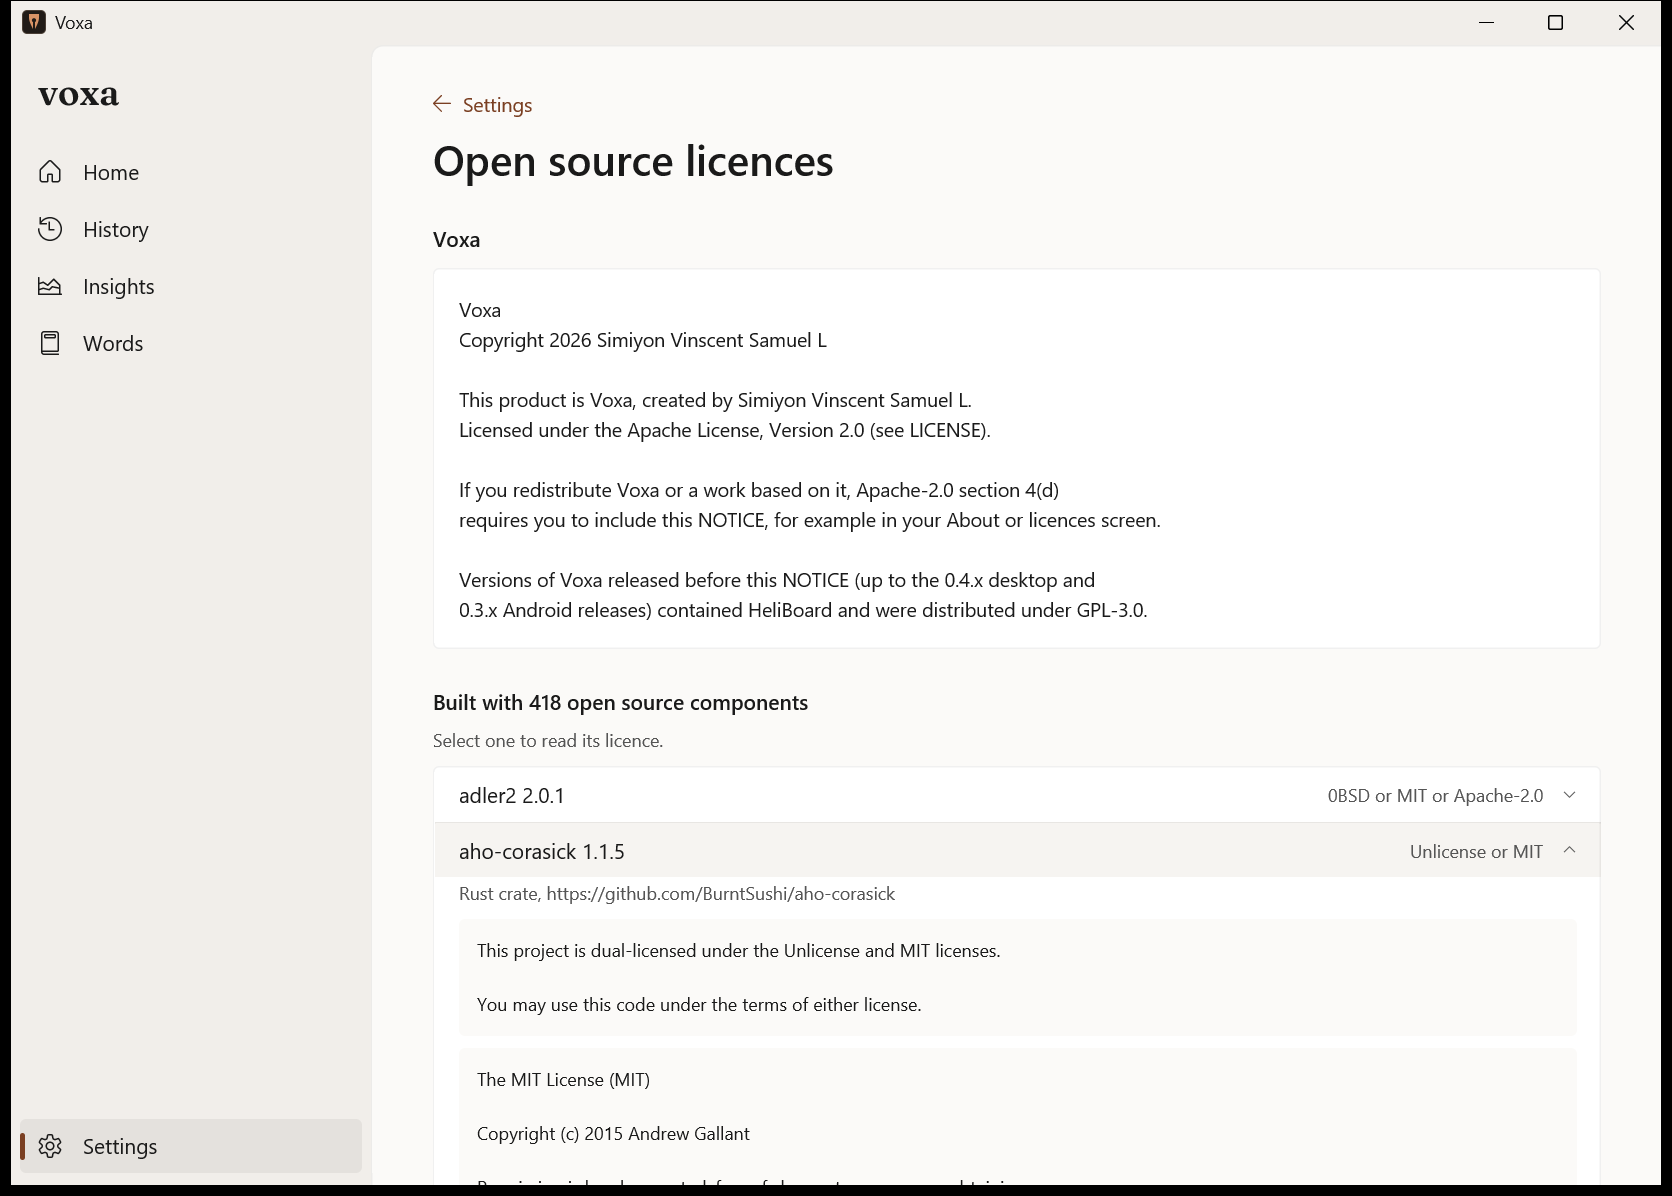 Voxa
voxa
Home
History
Insights
Words
Settings
Settings
Open source licences
Voxa
Voxa
Copyright 2026 Simiyon Vinscent Samuel L
This product is Voxa, created by Simiyon Vinscent Samuel L.
Licensed under the Apache License, Version 2.0 (see LICENSE).
If you redistribute Voxa or a work based on it, Apache-2.0 section 4(d)
requires you to include this NOTICE, for example in your About or licences screen.
Versions of Voxa released before this NOTICE (up to the 0.4.x desktop and
0.3.x Android releases) contained HeliBoard and were distributed under GPL-3.0.
Built with 418 open source components
Select one to read its licence.
adler2 2.0.1 0BSD or MIT or Apache-2.0
aho-corasick 1.1.5 Unlicense or MIT
Rust crate, https://github.com/BurntSushi/aho-corasick
This project is dual-licensed under the Unlicense and MIT licenses.
You may use this code under the terms of either license.
The MIT License (MIT)
Copyright (c) 2015 Andrew Gallant